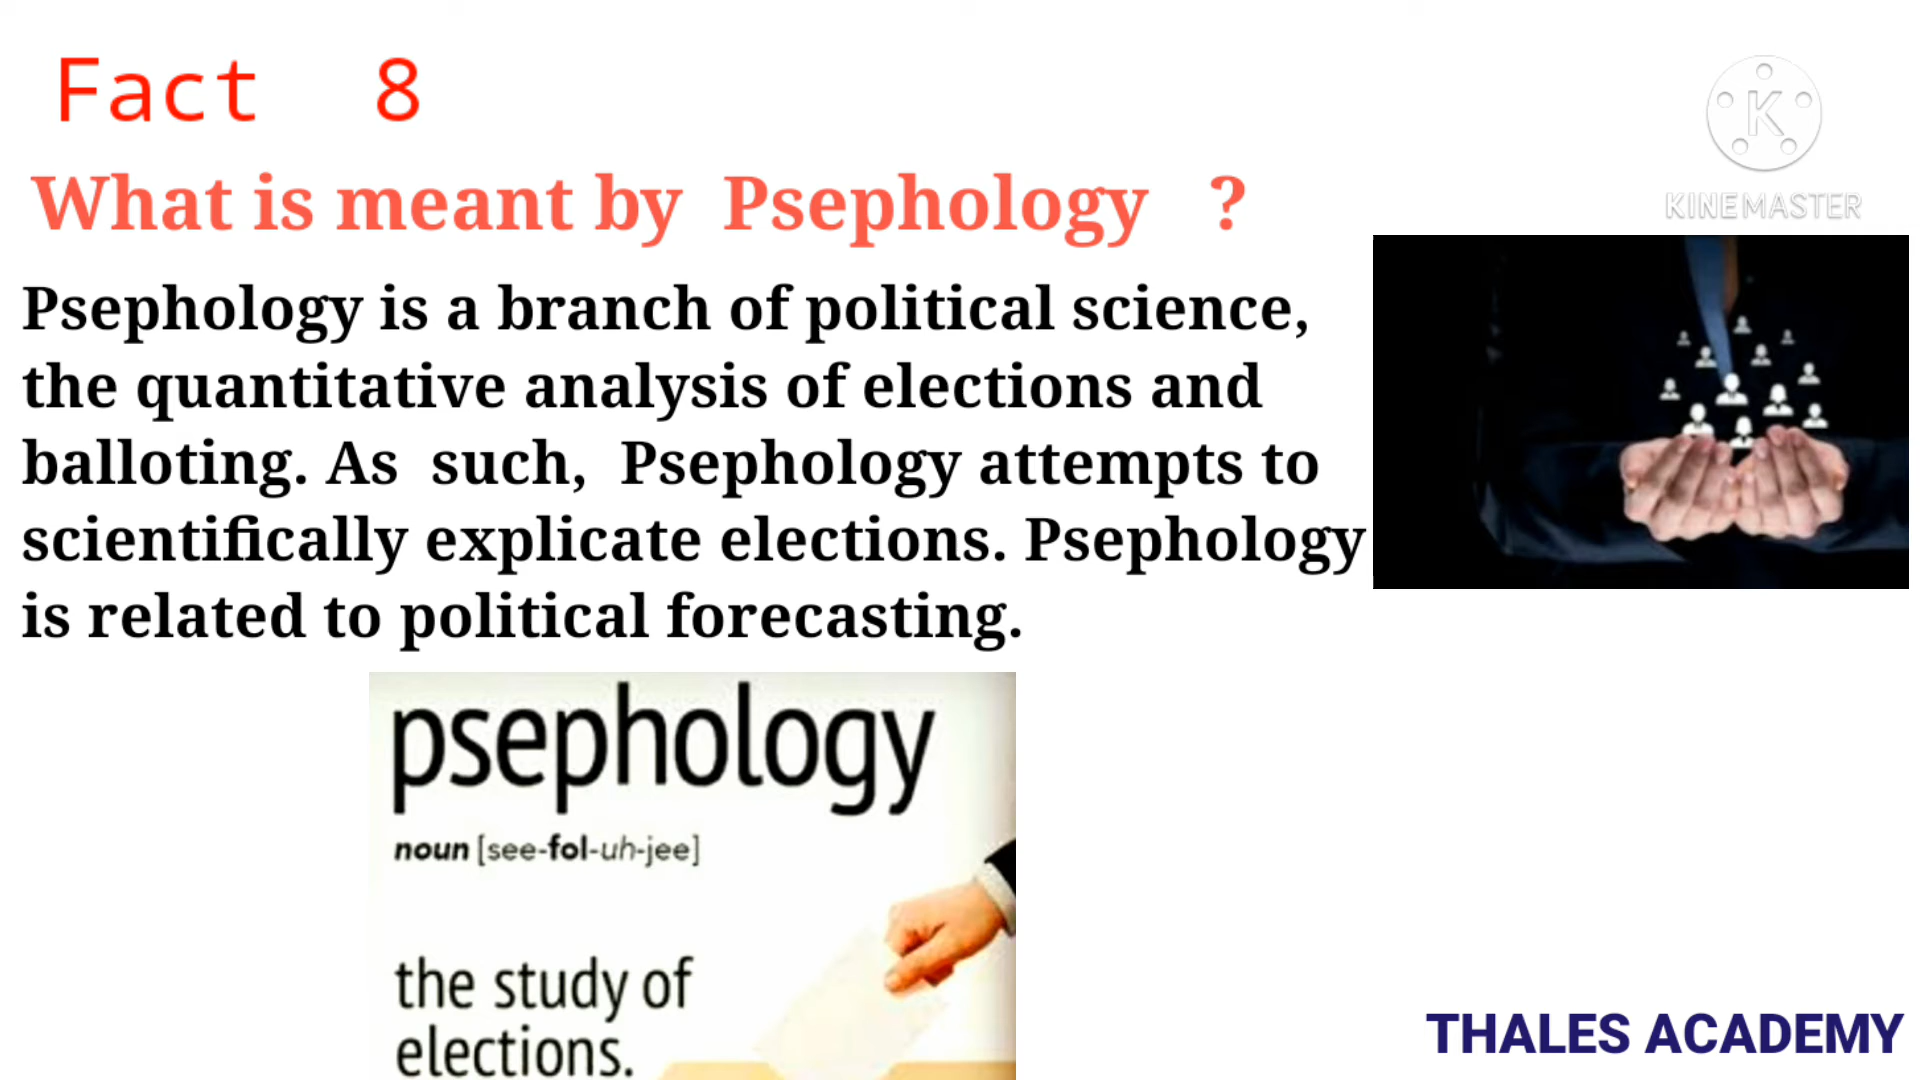 Fact 8
K
KINEMASTER
What is meant by Psephology ?
Psephology is a branch of political science,
the quantitative analysis of elections and
balloting. As such, Psephology attempts to
scientifically explicate elections. Psephology
is related to political forecasting.
psephology
noun [see-fol-uh-jee]
the study of
elections.
THALES ACADEMY